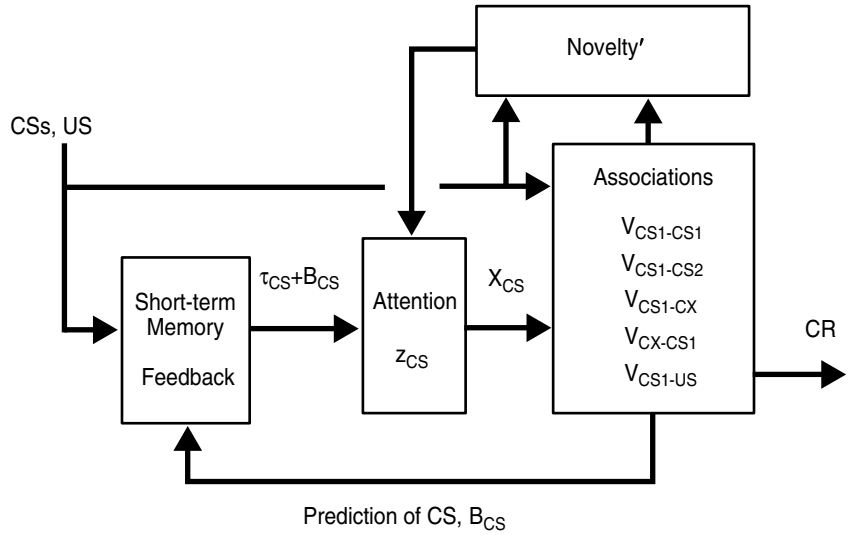 Novelty′
CSs, US
Associations
V_CS1-CS1
V_CS1-CS2
V_CS1-CX
V_CX-CS1
V_CS1-US
τ_CS+B_CS
X_CS
Short-term
Memory
Feedback
Attention
z_CS
CR
Prediction of CS, B_CS